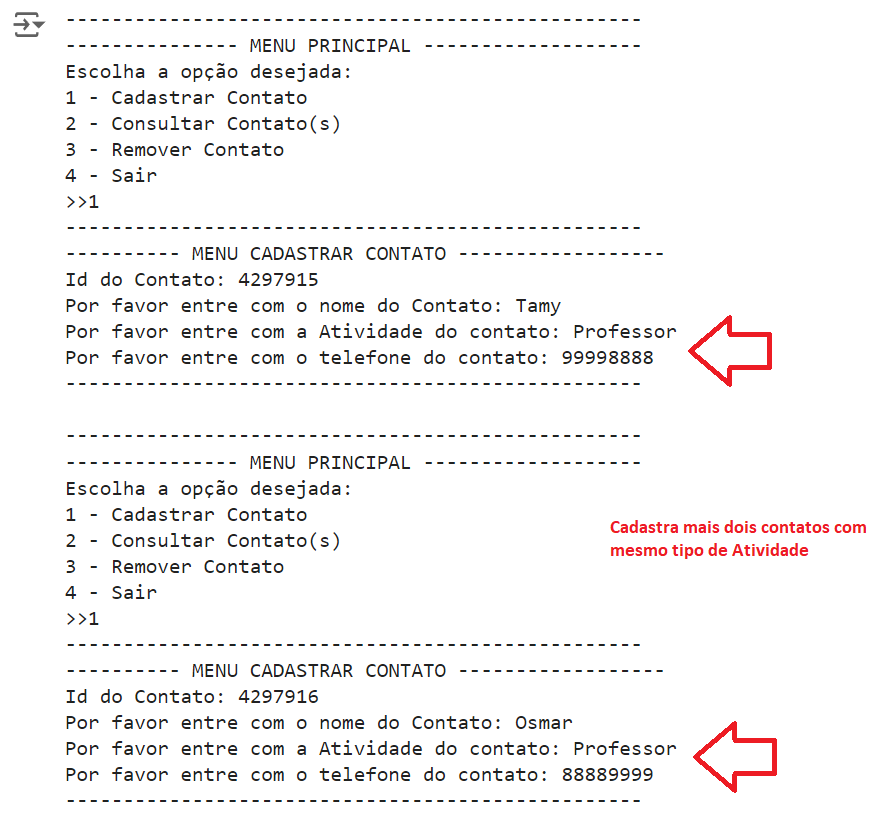 --------------------------------------------------
--------------- MENU PRINCIPAL -------------------
Escolha a opção desejada:
1 - Cadastrar Contato
2 - Consultar Contato(s)
3 - Remover Contato
4 - Sair
>>1
--------------------------------------------------
---------- MENU CADASTRAR CONTATO ------------------
Id do Contato: 4297915
Por favor entre com o nome do Contato: Tamy
Por favor entre com a Atividade do contato: Professor
Por favor entre com o telefone do contato: 99998888
--------------------------------------------------
--------------------------------------------------
--------------- MENU PRINCIPAL -------------------
Escolha a opção desejada:
1 - Cadastrar Contato
2 - Consultar Contato(s)
3 - Remover Contato
4 - Sair
>>1
Cadastra mais dois contatos com
mesmo tipo de Atividade
--------------------------------------------------
---------- MENU CADASTRAR CONTATO ------------------
Id do Contato: 4297916
Por favor entre com o nome do Contato: Osmar
Por favor entre com a Atividade do contato: Professor
Por favor entre com o telefone do contato: 88889999
--------------------------------------------------